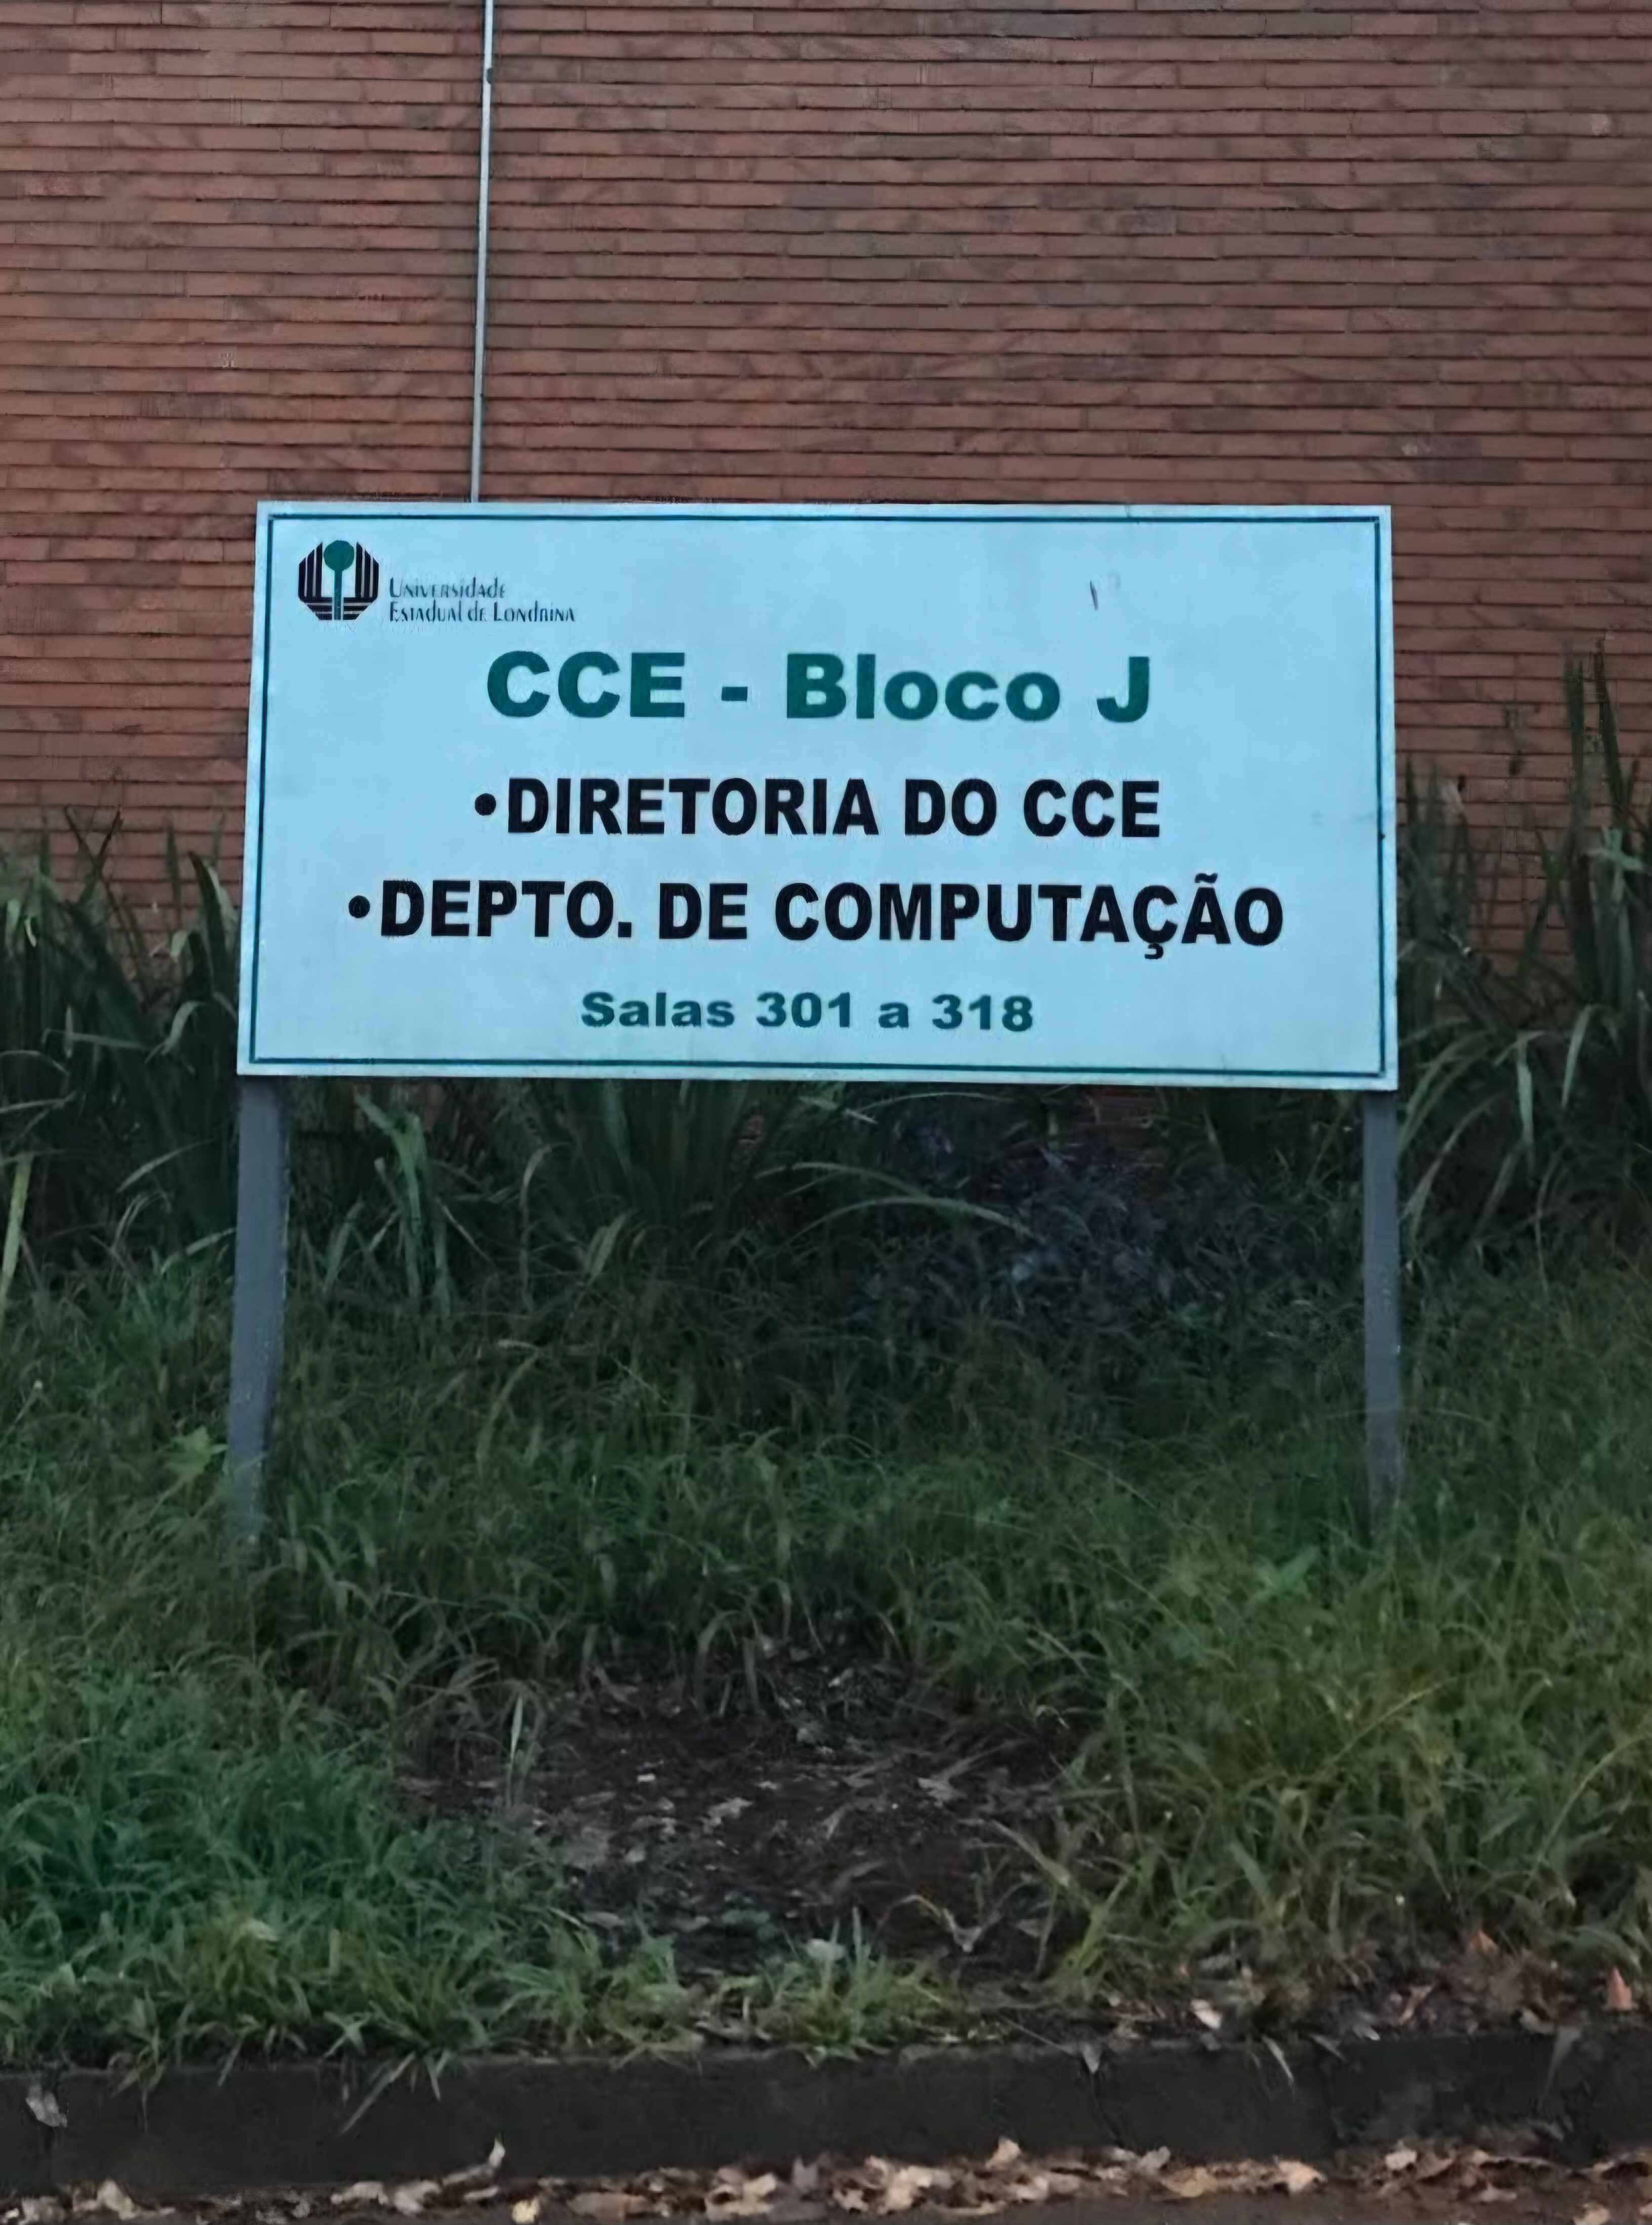 Universidade
Estadual de Londrina
CCE - Bloco J
•DIRETORIA DO CCE
•DEPTO. DE COMPUTAÇÃO
Salas 301 a 318